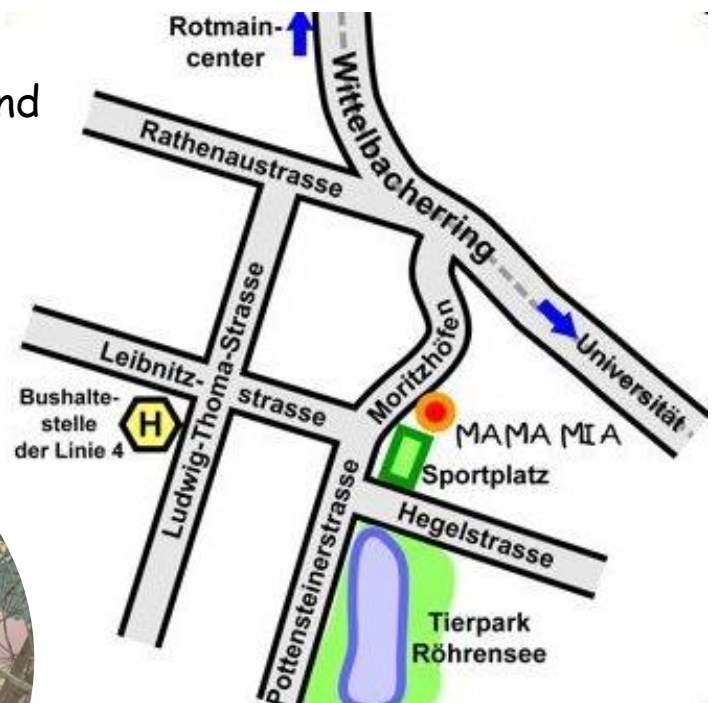 Rotmain-
center
nd
Wittelbacherring
Rathenaustrasse
Ludwig-Thoma-Strasse
Moritzhöfen
Universität
Leibnitz-
strasse
Bushalte-
stelle
der Linie 4
H
MAMA MIA
Sportplatz
Hegelstrasse
Pottensteinerstrasse
Tierpark
Röhrensee